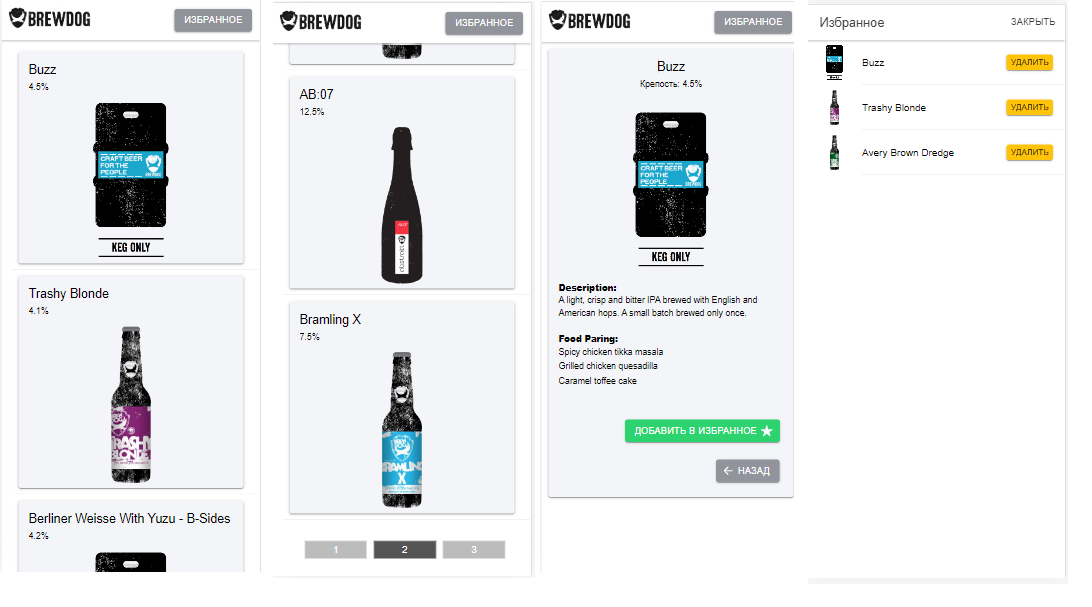 BREWDOG
ИЗБРАННОЕ
Buzz
4.5%
CRAFT BEER
FOR THE
PEOPLE
BREWDOG
KEG ONLY
Trashy Blonde
4.1%
TRASHY
BLONDE
Berliner Weisse With Yuzu - B-Sides
4.2%
BREWDOG
ИЗБРАННОЕ
AB:07
12.5%
abstrakt
Bramling X
7.5%
BRAMLING
X
1
2
3
BREWDOG
ИЗБРАННОЕ
Buzz
Крепость: 4.5%
CRAFT BEER
FOR THE
PEOPLE
BREWDOG
KEG ONLY
Description:
A light, crisp and bitter IPA brewed with English and
American hops. A small batch brewed only once.
Food Paring:
Spicy chicken tikka masala
Grilled chicken quesadilla
Caramel toffee cake
ДОБАВИТЬ В ИЗБРАННОЕ
НАЗАД
Избранное
ЗАКРЫТЬ
Buzz
УДАЛИТЬ
Trashy Blonde
УДАЛИТЬ
Avery Brown Dredge
УДАЛИТЬ